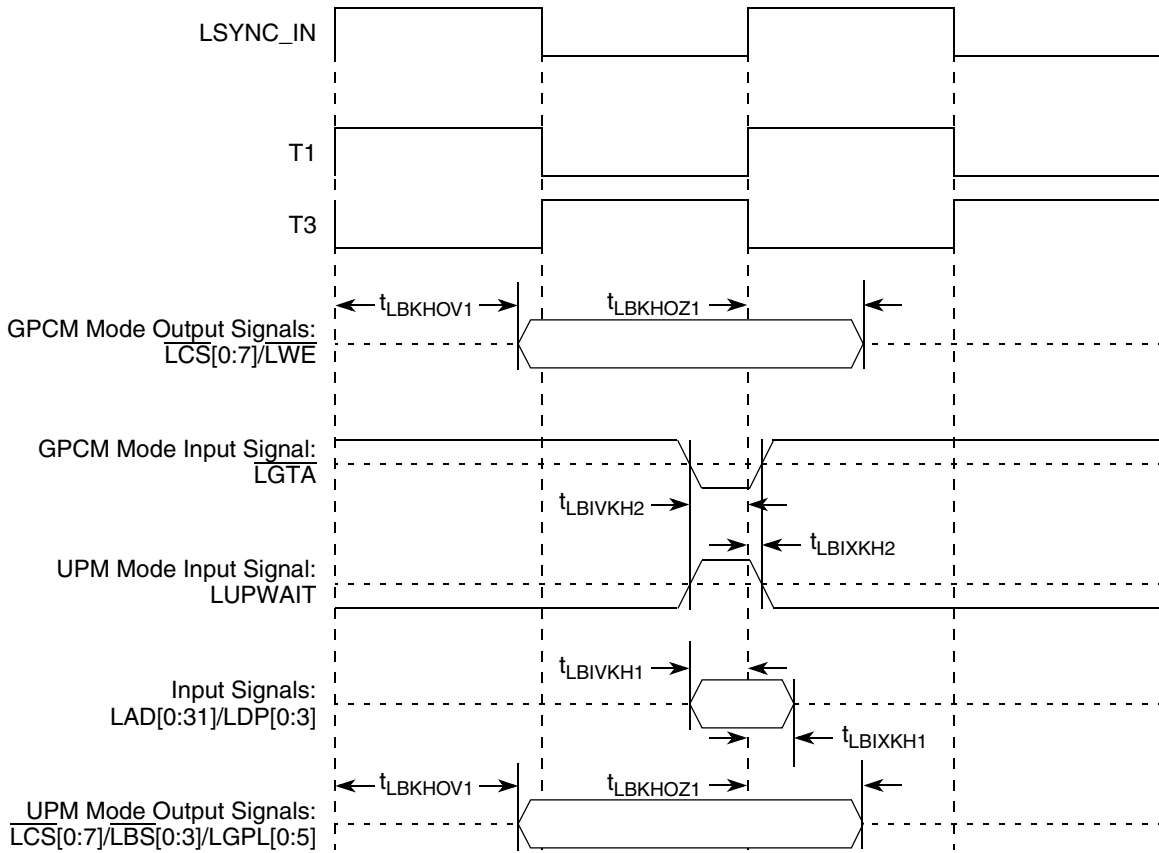 LSYNC_IN
T1
T3
tLBKHOV1 tLBKHOZ1
GPCM Mode Output Signals:
LCS[0:7]/LWE
GPCM Mode Input Signal:
LGTA
tLBIVKH2
tLBIXKH2
UPM Mode Input Signal:
LUPWAIT
tLBIVKH1
Input Signals:
LAD[0:31]/LDP[0:3]
tLBIXKH1
tLBKHOV1 tLBKHOZ1
UPM Mode Output Signals:
LCS[0:7]/LBS[0:3]/LGPL[0:5]